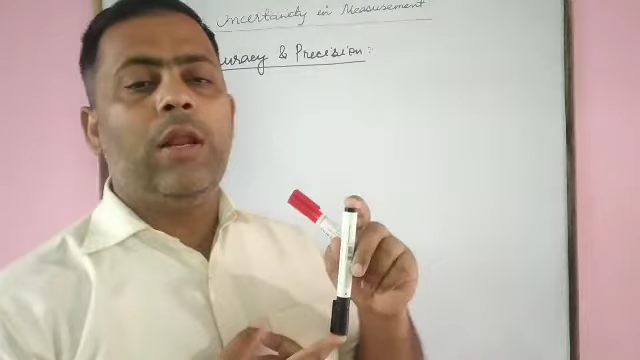 Uncertainty in Measurement
uracy & Precision :